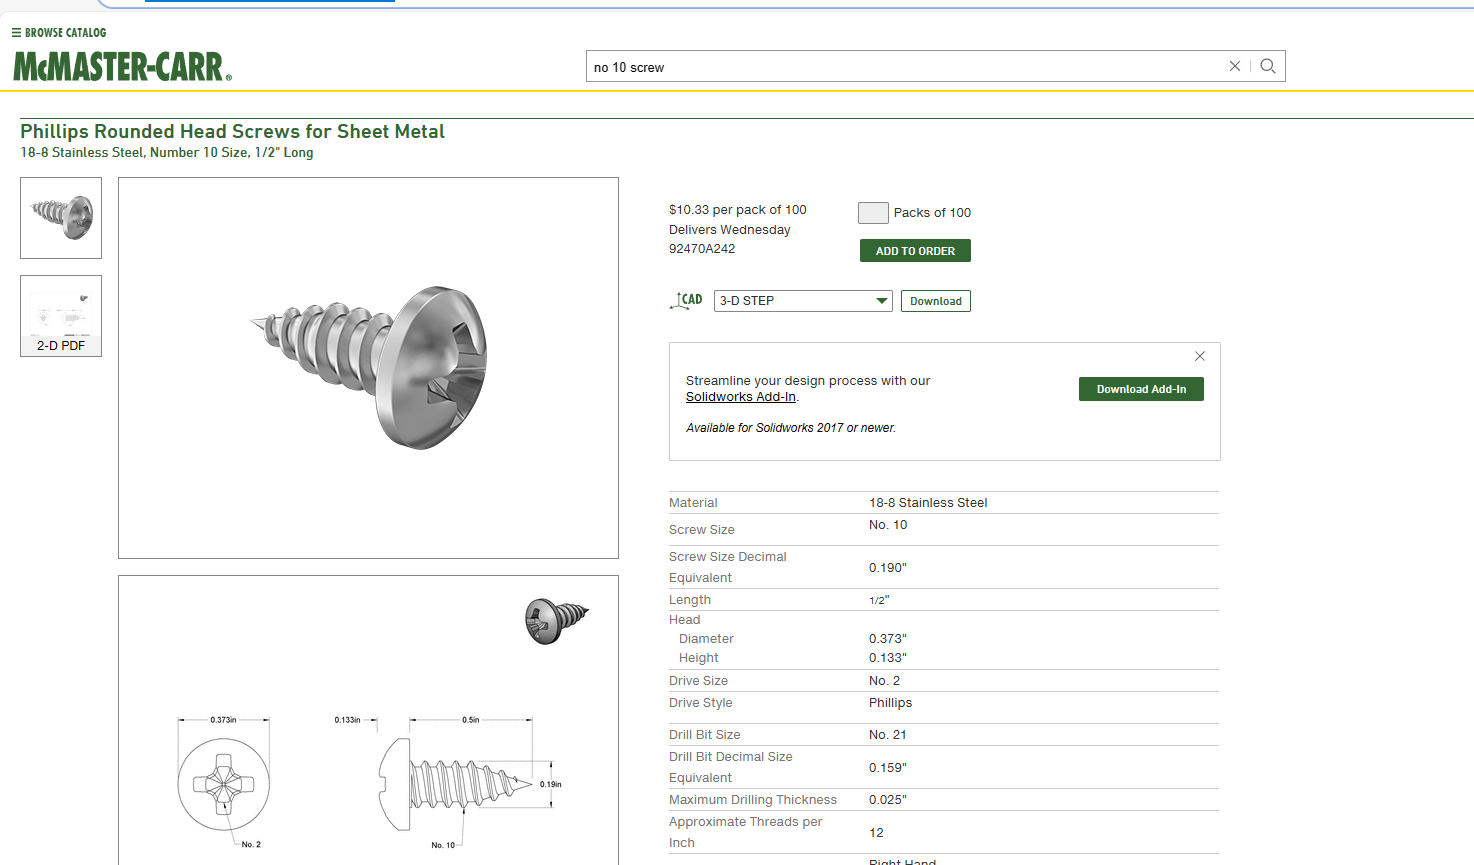 BROWSE CATALOG
McMASTER-CARR®
no 10 screw
Phillips Rounded Head Screws for Sheet Metal
18-8 Stainless Steel, Number 10 Size, 1/2" Long
2-D PDF
$10.33 per pack of 100
Delivers Wednesday
92470A242
Packs of 100
ADD TO ORDER
CAD
3-D STEP
Download
Streamline your design process with our
Solidworks Add-In.
Available for Solidworks 2017 or newer.
Download Add-In
Material 18-8 Stainless Steel
Screw Size No. 10
Screw Size Decimal
Equivalent 0.190"
Length 1/2"
Head
Diameter 0.373"
Height 0.133"
Drive Size No. 2
Drive Style Phillips
Drill Bit Size No. 21
Drill Bit Decimal Size
Equivalent 0.159"
Maximum Drilling Thickness 0.025"
Approximate Threads per
Inch 12
Right Hand
0.373in
0.133in
0.5in
0.19in
No. 2
No. 10